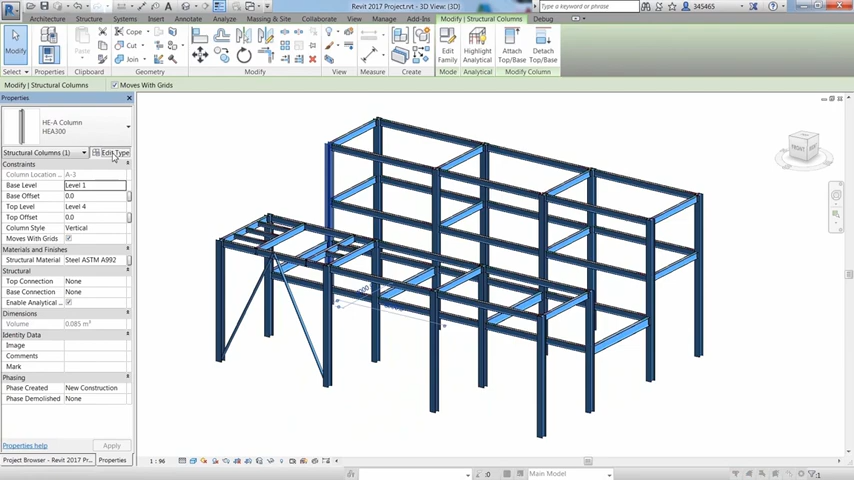 Revit 2017 Project.rvt - 3D View: {3D}
Type a keyword or phrase
345465
Architecture Structure Systems Insert Annotate Analyze Massing & Site Collaborate View Manage Add-Ins Modify | Structural Columns Debug
Modify
Properties
Paste
Cope
Cut
Join
Edit Family
Highlight Analytical
Attach Top/Base
Detach Top/Base
Select Properties Clipboard Geometry Modify Measure Create Mode Analytical Modify Column
Modify | Structural Columns Moves With Grids
Properties
HE-A Column
HEA300
Structural Columns (1) Edit Type
Constraints
Column Location ... A-3
Base Level Level 1
Base Offset 0.0
Top Level Level 4
Top Offset 0.0
Column Style Vertical
Moves With Grids
Materials and Finishes
Structural Material Steel ASTM A992
Structural
Top Connection None
Base Connection None
Enable Analytical ...
Dimensions
Volume 0.085 m³
Identity Data
Image
Comments
Mark
Phasing
Phase Created New Construction
Phase Demolished None
Properties help Apply
Project Browser - Revit 2017 Pr... Properties
1 : 96
:0 Main Model :1
FRONT